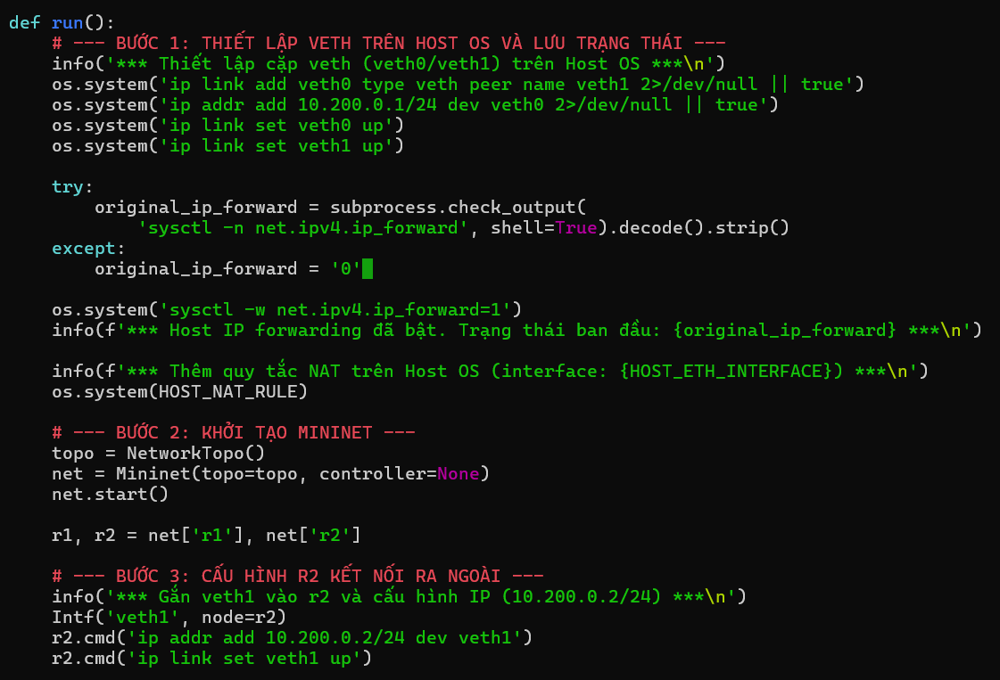 def run():
    # --- BƯỚC 1: THIẾT LẬP VETH TRÊN HOST OS VÀ LƯU TRẠNG THÁI ---
    info('*** Thiết lập cặp veth (veth0/veth1) trên Host OS ***\n')
    os.system('ip link add veth0 type veth peer name veth1 2>/dev/null || true')
    os.system('ip addr add 10.200.0.1/24 dev veth0 2>/dev/null || true')
    os.system('ip link set veth0 up')
    os.system('ip link set veth1 up')

    try:
        original_ip_forward = subprocess.check_output(
            'sysctl -n net.ipv4.ip_forward', shell=True).decode().strip()
    except:
        original_ip_forward = '0'

    os.system('sysctl -w net.ipv4.ip_forward=1')
    info(f'*** Host IP forwarding đã bật. Trạng thái ban đầu: {original_ip_forward} ***\n')

    info(f'*** Thêm quy tắc NAT trên Host OS (interface: {HOST_ETH_INTERFACE}) ***\n')
    os.system(HOST_NAT_RULE)

    # --- BƯỚC 2: KHỞI TẠO MININET ---
    topo = NetworkTopo()
    net = Mininet(topo=topo, controller=None)
    net.start()

    r1, r2 = net['r1'], net['r2']

    # --- BƯỚC 3: CẤU HÌNH R2 KẾT NỐI RA NGOÀI ---
    info('*** Gắn veth1 vào r2 và cấu hình IP (10.200.0.2/24) ***\n')
    Intf('veth1', node=r2)
    r2.cmd('ip addr add 10.200.0.2/24 dev veth1')
    r2.cmd('ip link set veth1 up')